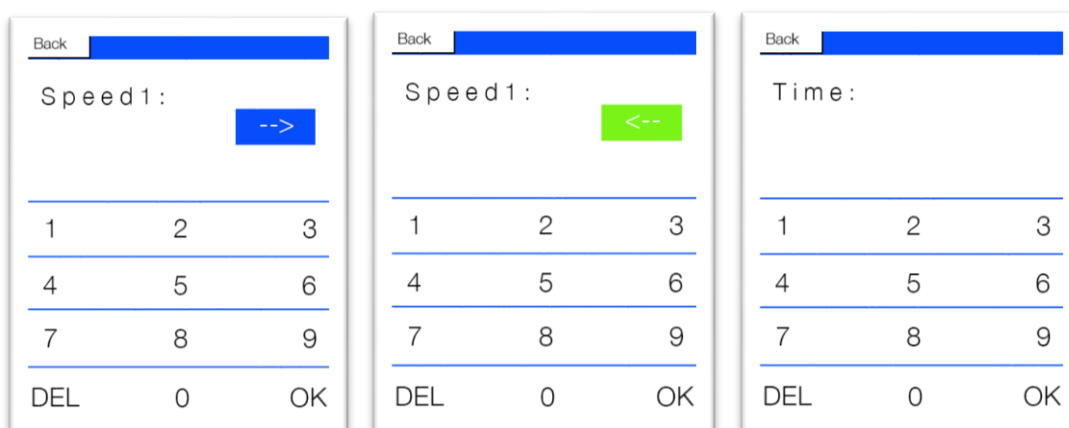 Back
Speed1:
-->
1 2 3
4 5 6
7 8 9
DEL 0 OK
Back
Speed1:
<--
1 2 3
4 5 6
7 8 9
DEL 0 OK
Back
Time:
1 2 3
4 5 6
7 8 9
DEL 0 OK